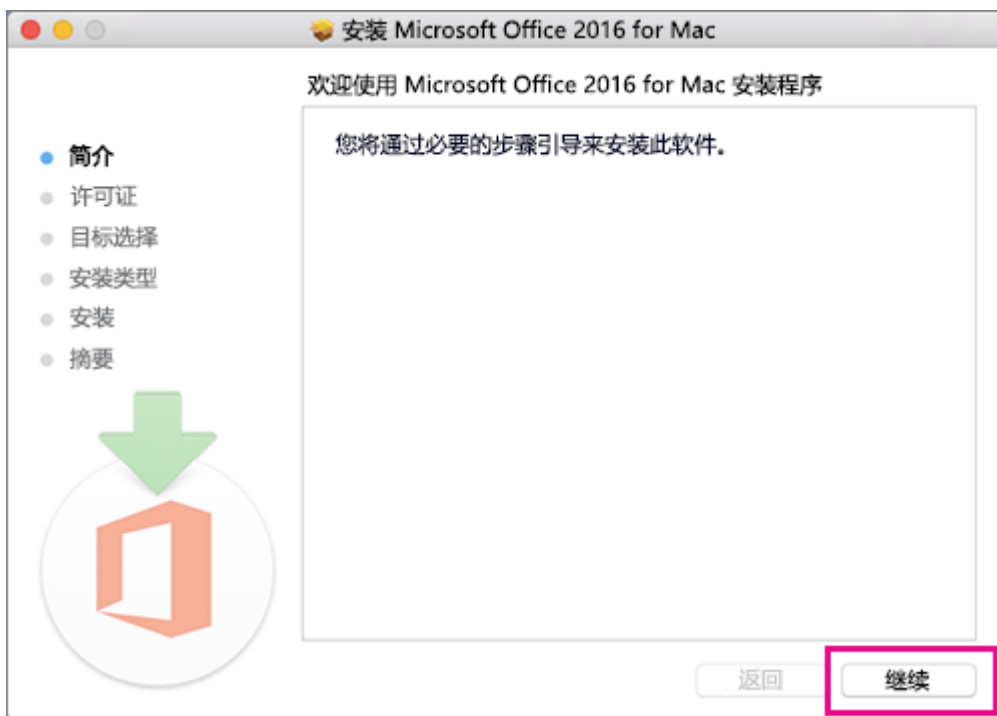 安装 Microsoft Office 2016 for Mac
欢迎使用 Microsoft Office 2016 for Mac 安装程序
您将通过必要的步骤引导来安装此软件。
简介
许可证
目标选择
安装类型
安装
摘要
返回
继续